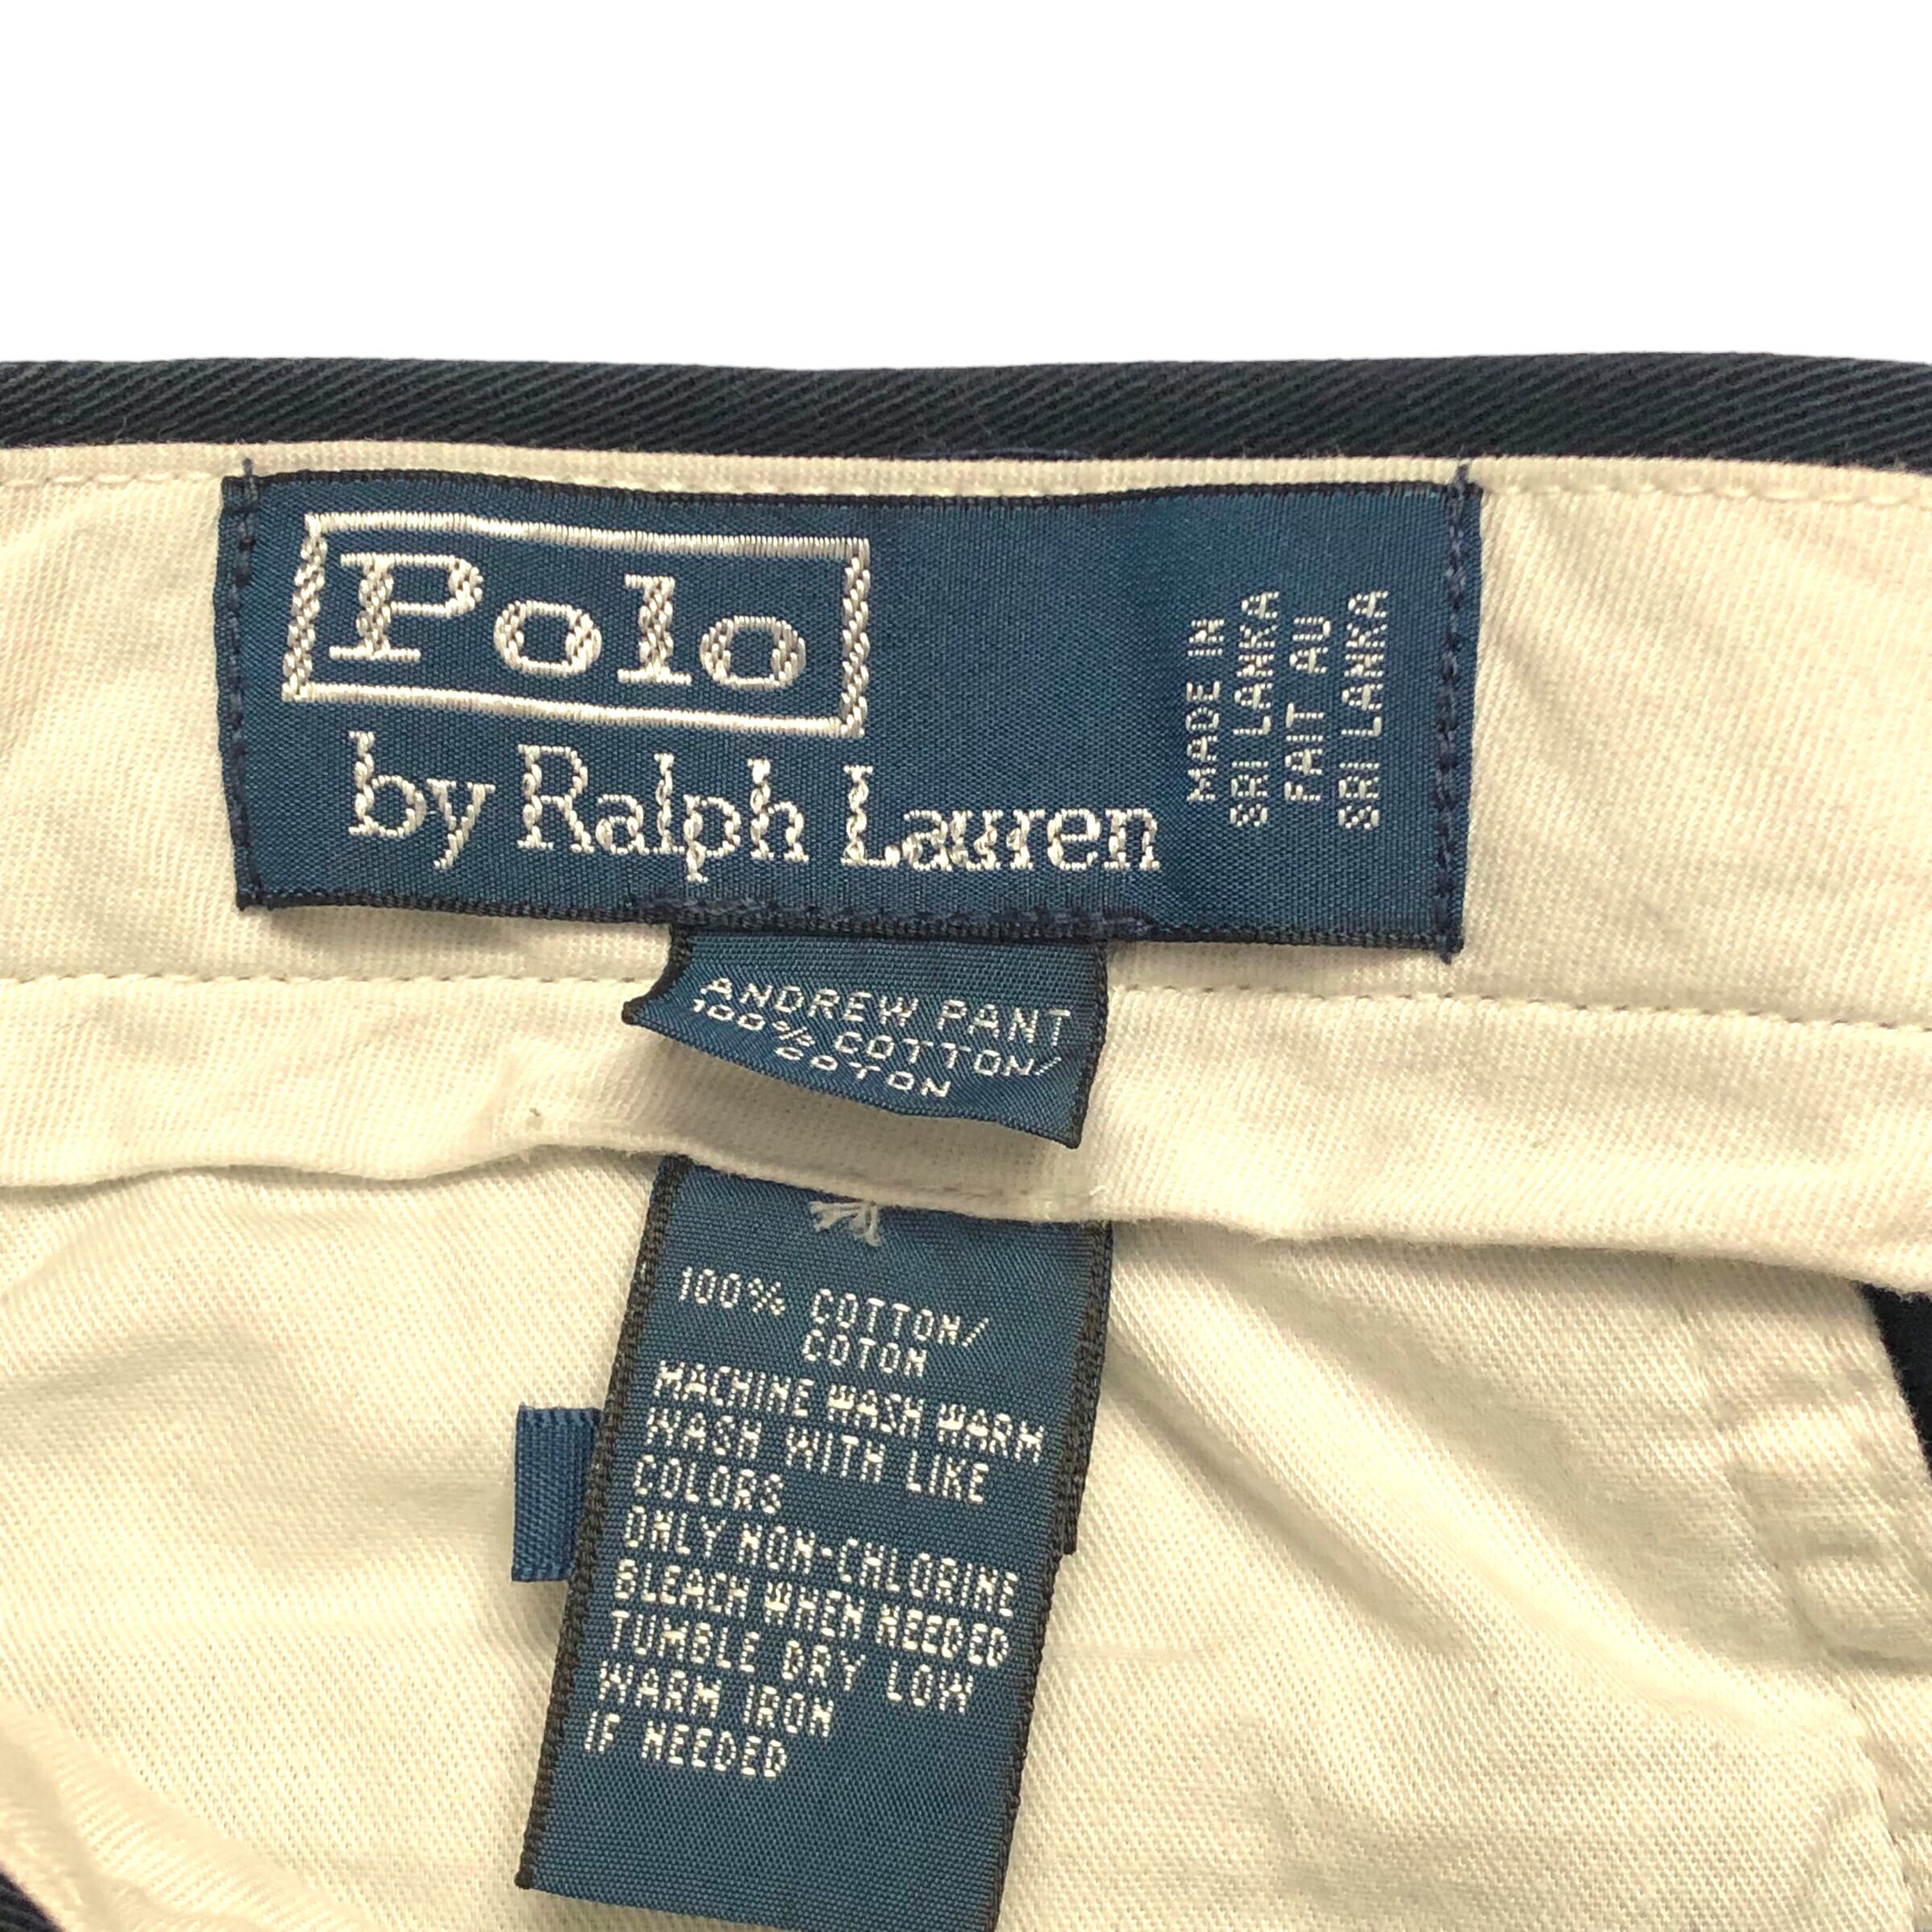 Polo
by Ralph Lauren
MADE IN
SRI LANKA
FAIT AU
SRI LANKA
ANDREW PANT
100% COTTON/
COTON
100% COTTON/
COTON
MACHINE WASH WARM
WASH WITH LIKE
COLORS
ONLY NON-CHLORINE
BLEACH WHEN NEEDED
TUMBLE DRY LOW
WARM IRON
IF NEEDED